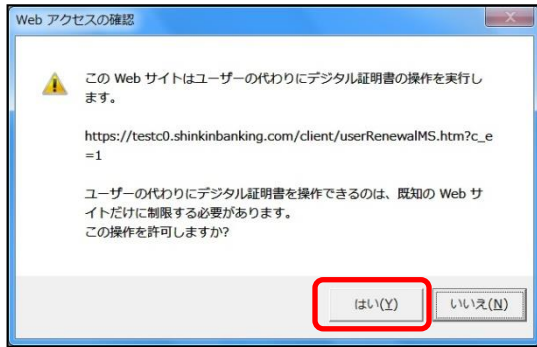 Web アクセスの確認
この Web サイトはユーザーの代わりにデジタル証明書の操作を実行し
ます。
https://testc0.shinkinbanking.com/client/userRenewalMS.htm?c_e
=1
ユーザーの代わりにデジタル証明書を操作できるのは、既知の Web サ
イトだけに制限する必要があります。
この操作を許可しますか?
はい(Y)
いいえ(N)